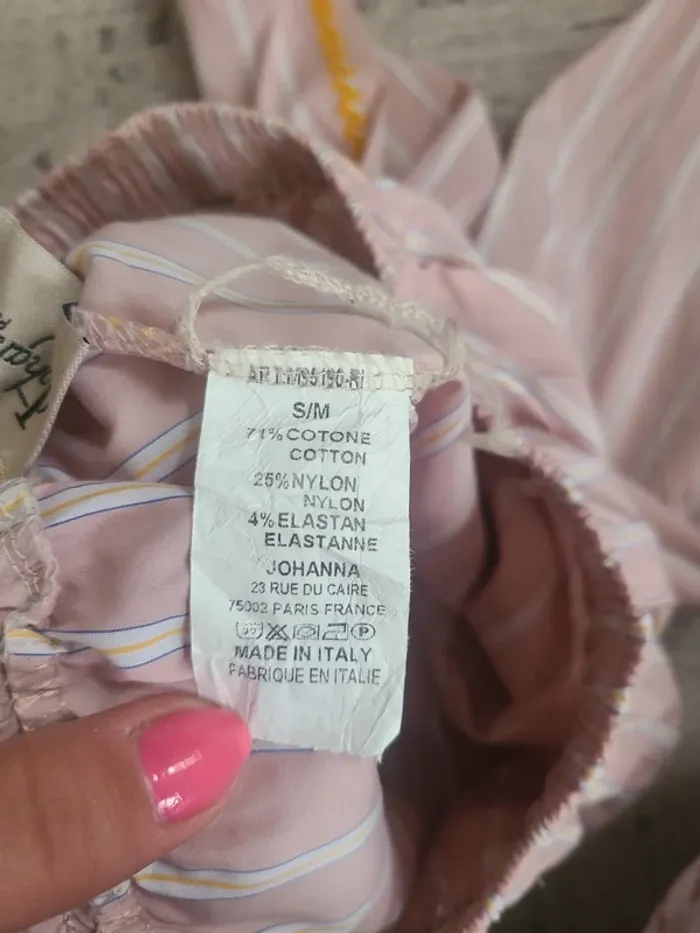 S/M
71% COTONE
COTTON
25% NYLON
NYLON
4% ELASTAN
ELASTANNE
JOHANNA
23 RUE DU CAIRE
75002 PARIS FRANCE
MADE IN ITALY
FABRIQUE EN ITALIE